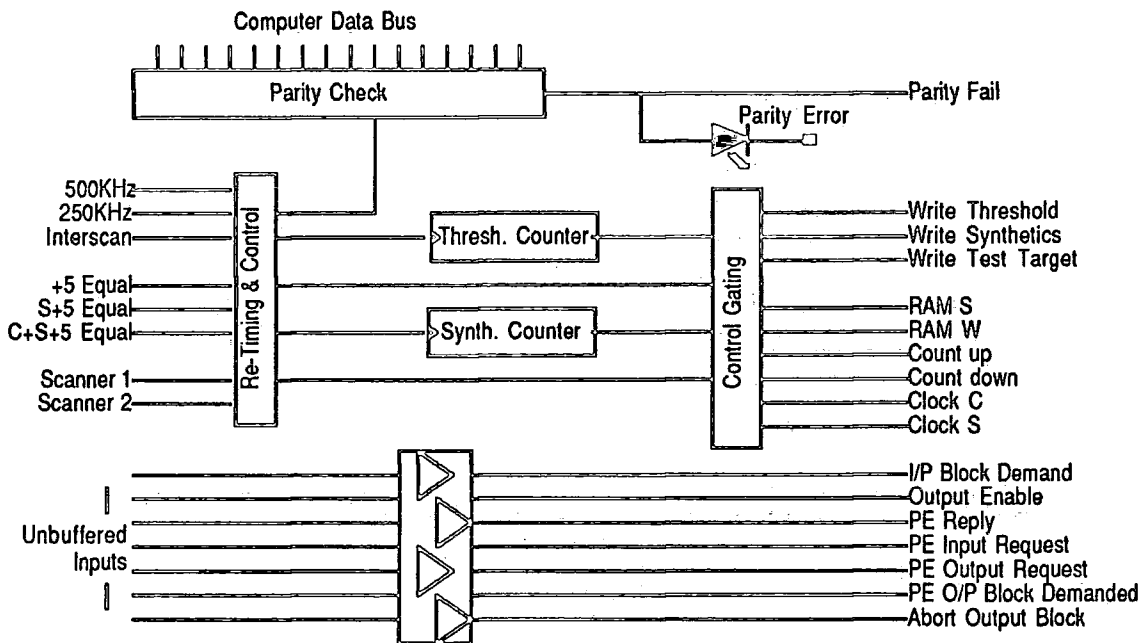 Computer Data Bus
Parity Check
Parity Fail
Parity Error
500KHz
250KHz
Interscan
+5 Equal
S+5 Equal
C+S+5 Equal
Scanner 1
Scanner 2
Re-Timing & Control
Thresh. Counter
Synth. Counter
Control Gating
Write Threshold
Write Synthetics
Write Test Target
RAM S
RAM W
Count up
Count down
Clock C
Clock S
Unbuffered
Inputs
I/P Block Demand
Output Enable
PE Reply
PE Input Request
PE Output Request
PE O/P Block Demanded
Abort Output Block